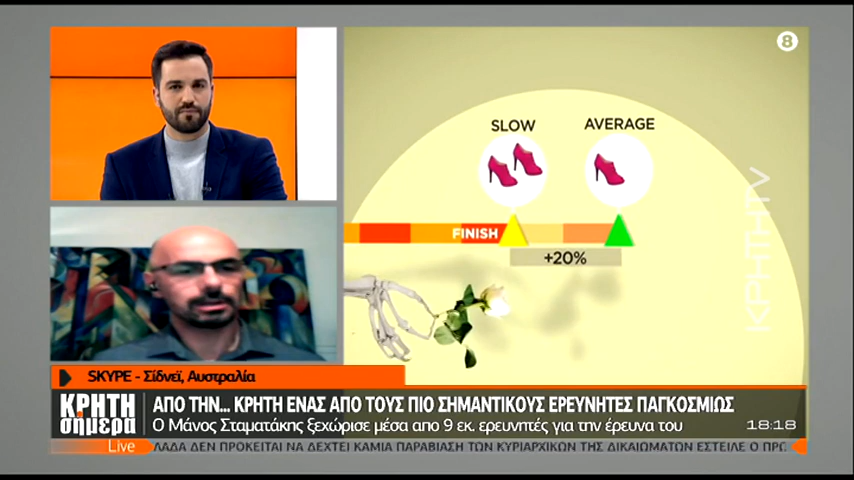 8
SLOW
AVERAGE
ΚΡΗΤΗTV
FINISH
+20%
SKYPE - Σίδνεϊ, Αυστραλία
ΚΡΗΤΗ
σήμερα
ΑΠΟ ΤΗΝ... ΚΡΗΤΗ ΕΝΑΣ ΑΠΟ ΤΟΥΣ ΠΙΟ ΣΗΜΑΝΤΙΚΟΥΣ ΕΡΕΥΝΗΤΕΣ ΠΑΓΚΟΣΜΙΩΣ
Ο Μάνος Σταματάκης ξεχώρισε μέσα απο 9 εκ. ερευνητές για την έρευνα του
18:18
Live
ΛΑΔΑ ΔΕΝ ΠΡΟΚΕΙΤΑΙ ΝΑ ΔΕΧΤΕΙ ΚΑΜΙΑ ΠΑΡΑΒΙΑΣΗ ΤΩΝ ΚΥΡΙΑΡΧΙΚΩΝ ΤΗΣ ΔΙΚΑΙΩΜΑΤΩΝ ΕΣΤΕΙΛΕ Ο ΠΡΩ